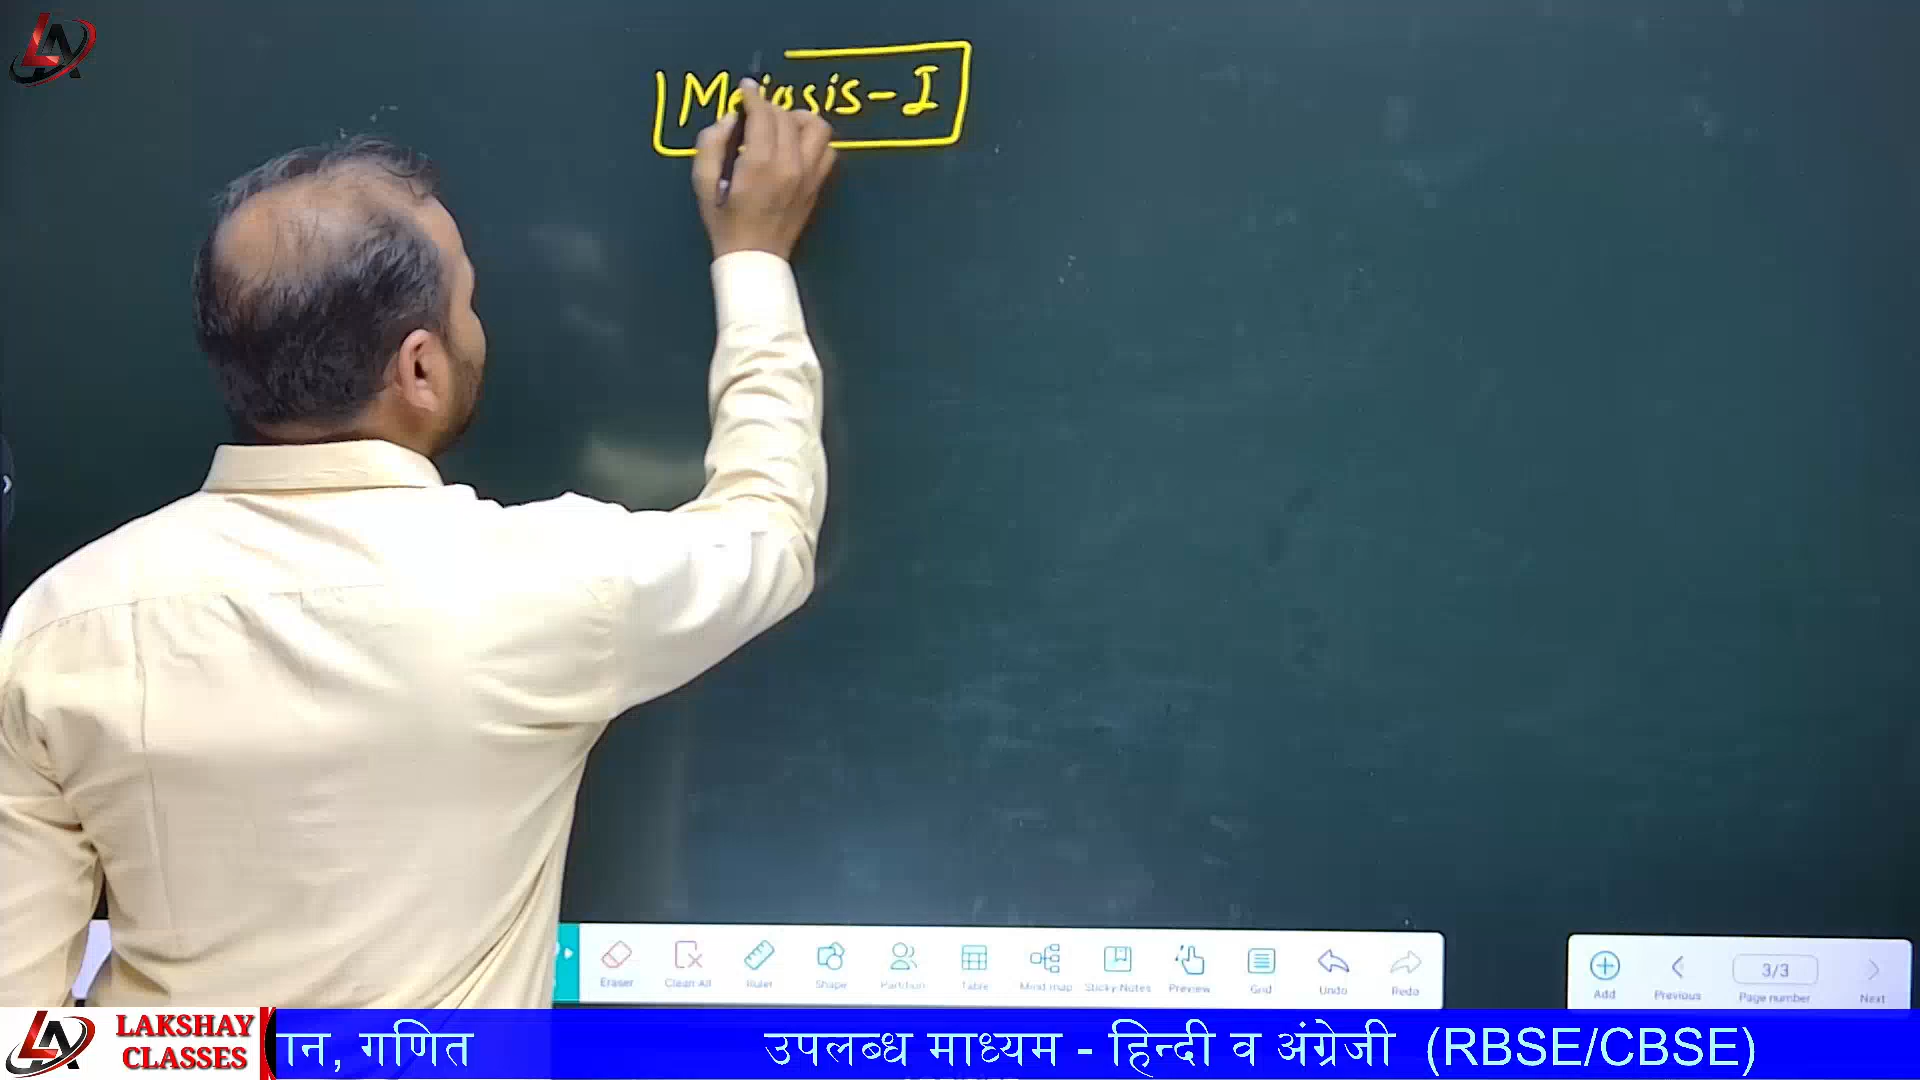 Meiosis-I
Eraser
Clean All
Ruler
Shape
Partition
Table
Mind map
Sticky Notes
Preview
Grid
Undo
Redo
Add
Previous
3/3
Page number
Next
LAKSHAY
CLASSES
ान, गणित उपलब्ध माध्यम - हिन्दी व अंग्रेजी (RBSE/CBSE)